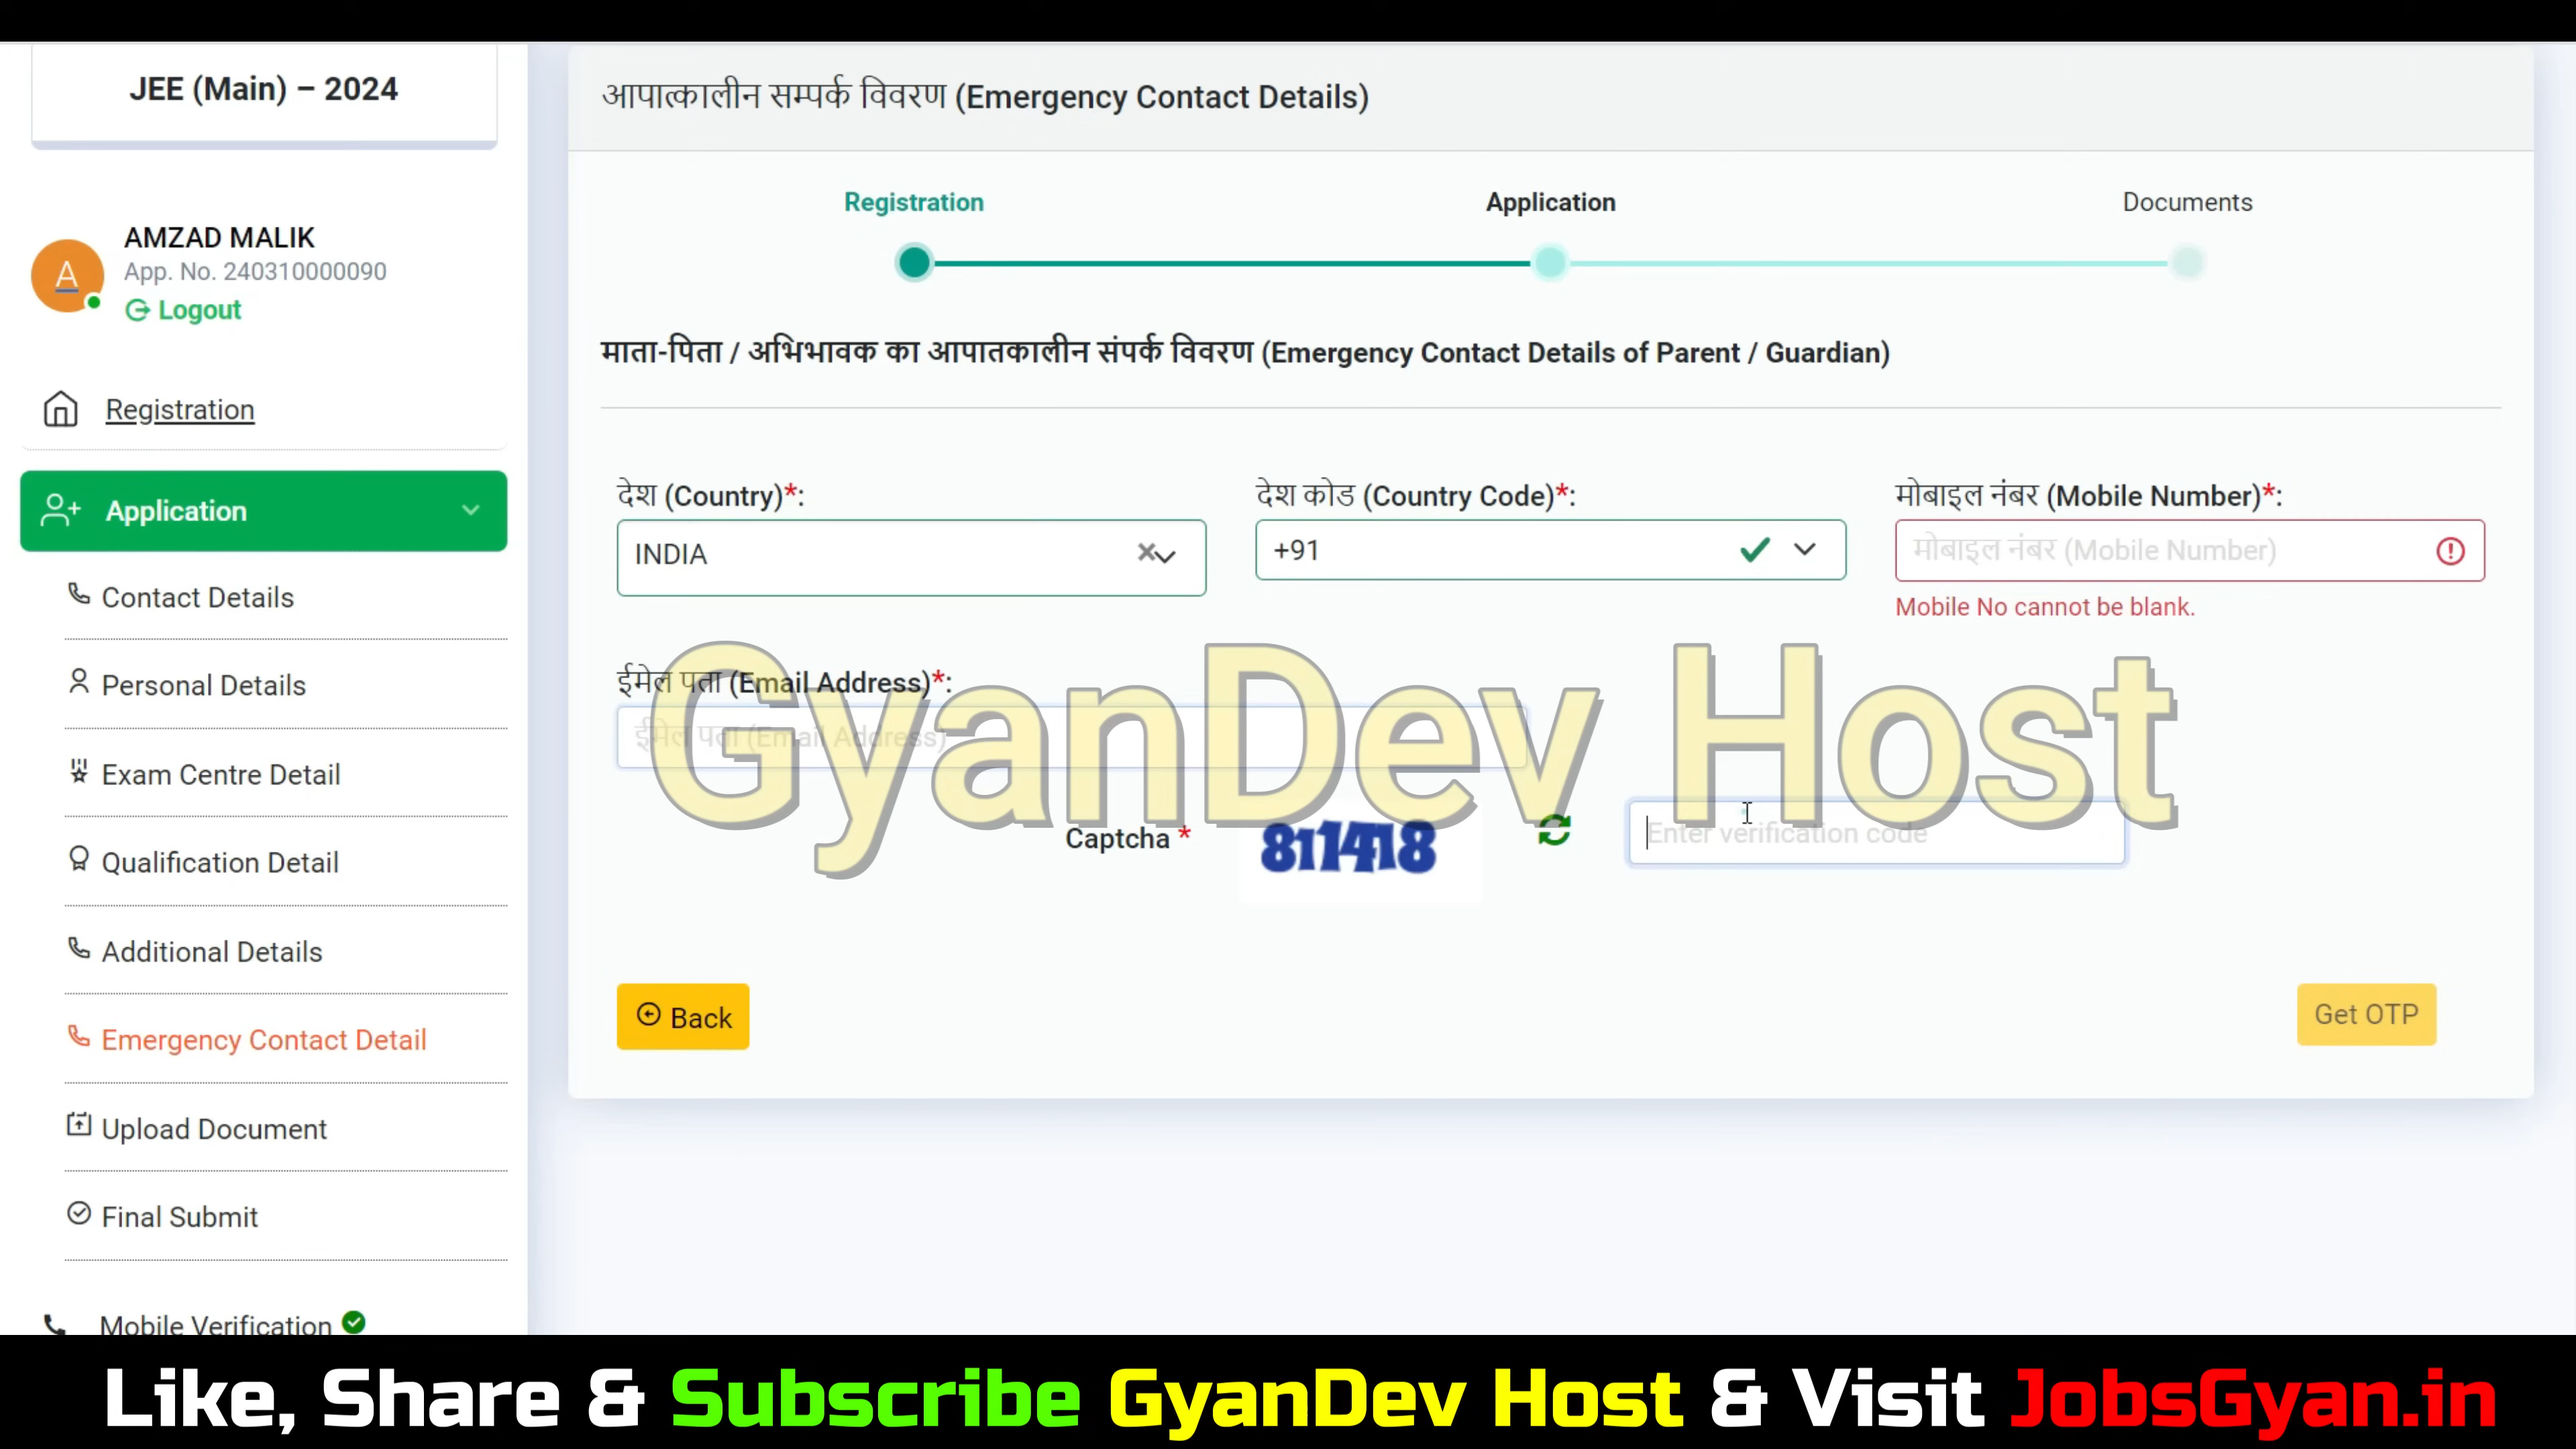 JEE (Main) – 2024
AMZAD MALIK
App. No. 240310000090
Logout
Registration
Application
Contact Details
Personal Details
Exam Centre Detail
Qualification Detail
Additional Details
Emergency Contact Detail
Upload Document
Final Submit
Mobile Verification
आपात्कालीन सम्पर्क विवरण (Emergency Contact Details)
Registration Application Documents
माता-पिता / अभिभावक का आपातकालीन संपर्क विवरण (Emergency Contact Details of Parent / Guardian)
देश (Country)*: देश कोड (Country Code)*: मोबाइल नंबर (Mobile Number)*:
INDIA +91 मोबाइल नंबर (Mobile Number)
Mobile No cannot be blank.
ईमेल पता (Email Address)*:
ईमेल पता (Email Address)
GyanDev Host
Captcha * 811418 Enter verification code
Back Get OTP
Like, Share & Subscribe GyanDev Host & Visit JobsGyan.in